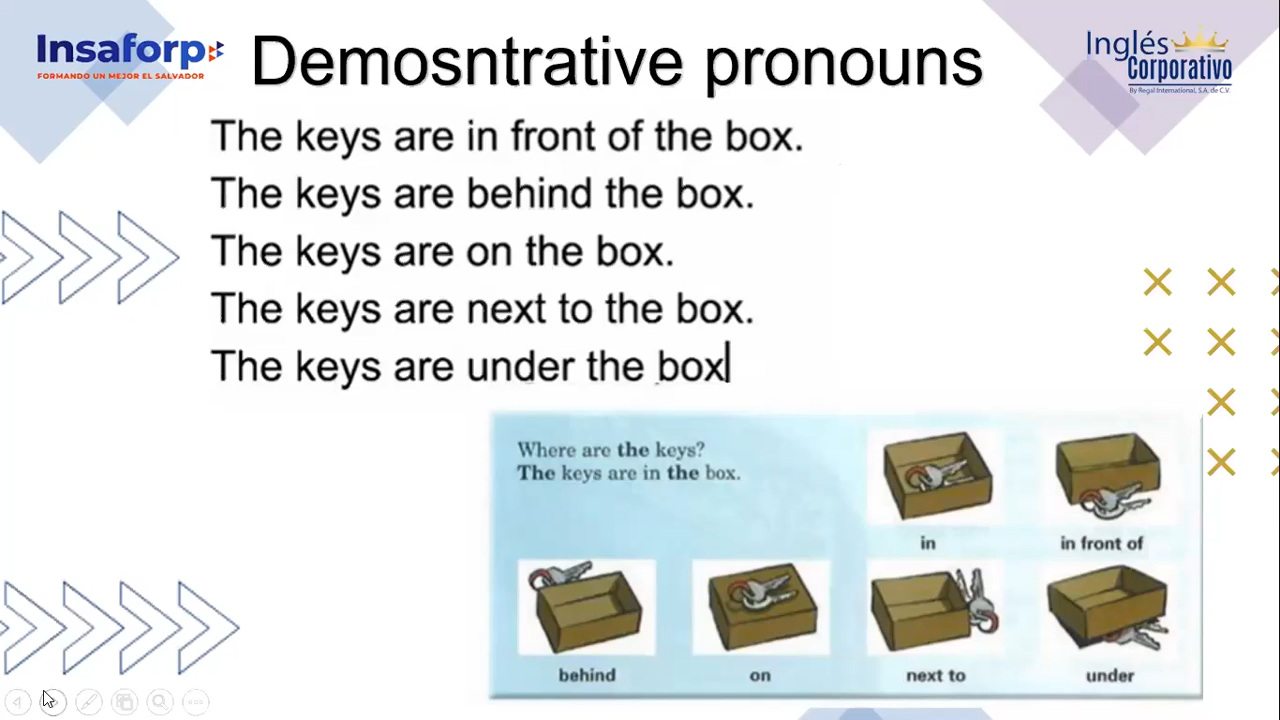 Insaforp
FORMANDO UN MEJOR EL SALVADOR
Demosntrative pronouns
Inglés
Corporativo
By Regal International, S.A. de C.V.
The keys are in front of the box.
The keys are behind the box.
The keys are on the box.
The keys are next to the box.
The keys are under the box
Where are the keys?
The keys are in the box.
in
in front of
behind
on
next to
under